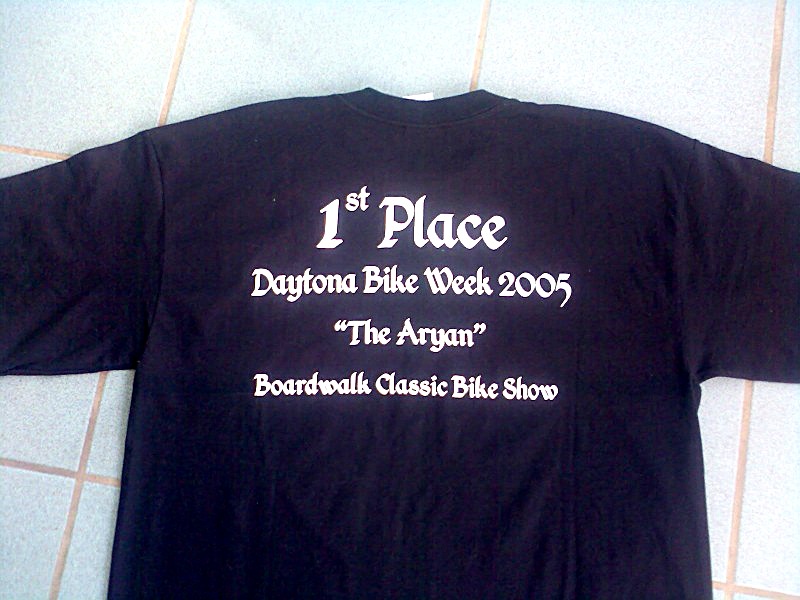 1st Place
Daytona Bike Week 2005
“The Aryan”
Boardwalk Classic Bike Show